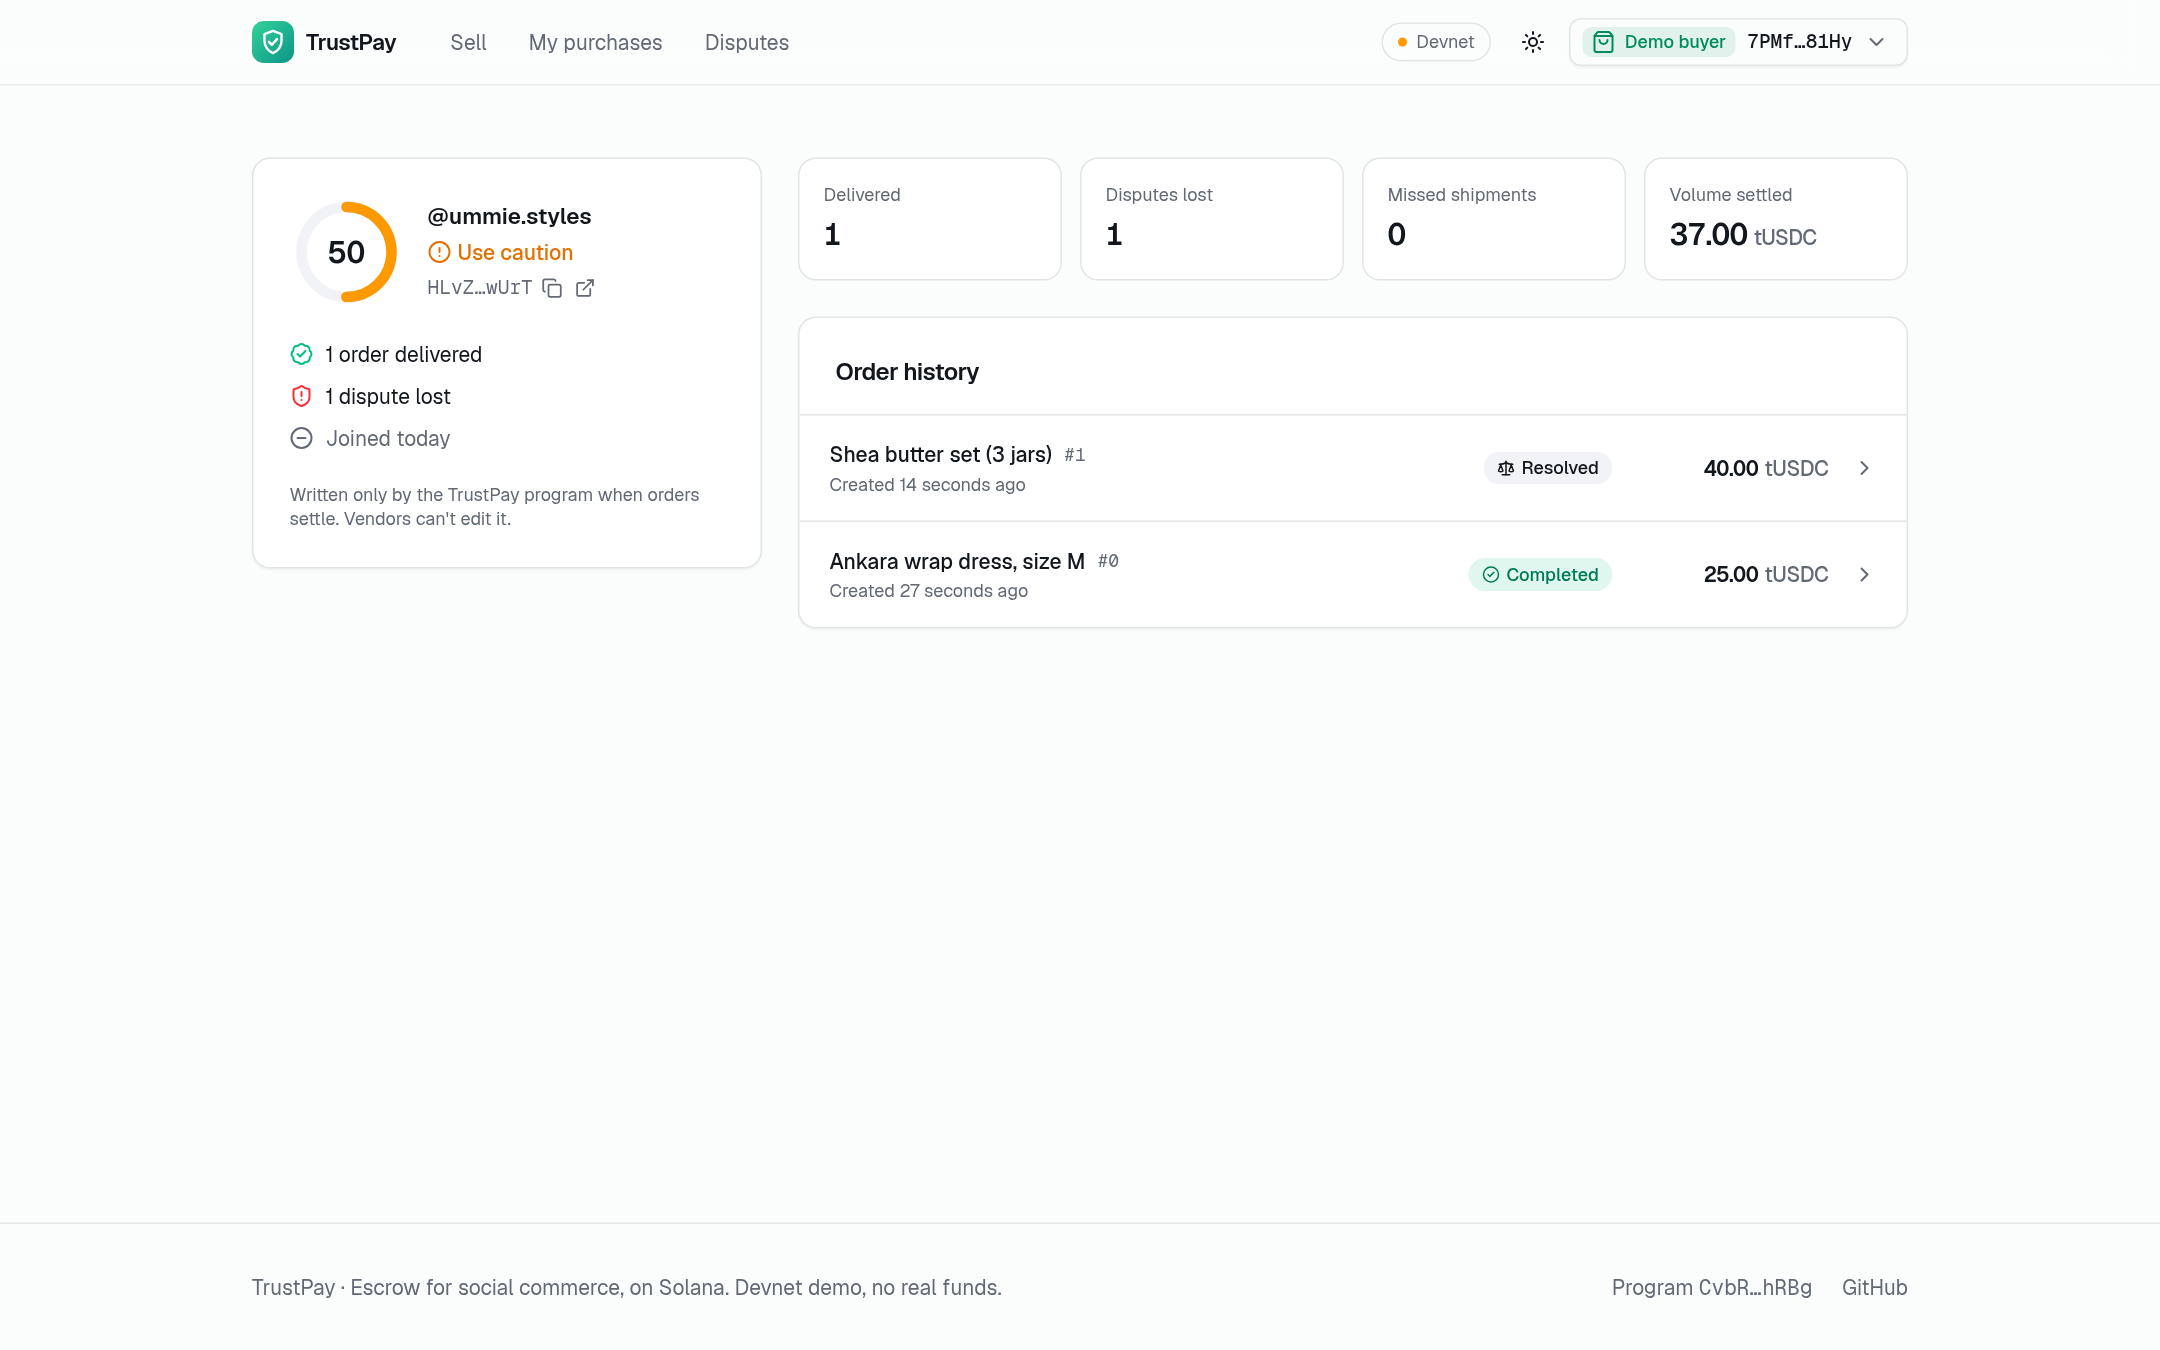 TrustPay
Sell
My purchases
Disputes
Devnet
Demo buyer
7PMf…81Hy
50
@ummie.styles
Use caution
HLvZ…wUrT
1 order delivered
1 dispute lost
Joined today
Written only by the TrustPay program when orders
settle. Vendors can't edit it.
Delivered
1
Disputes lost
1
Missed shipments
0
Volume settled
37.00 tUSDC
Order history
Shea butter set (3 jars) #1
Created 14 seconds ago
Resolved
40.00 tUSDC
Ankara wrap dress, size M #0
Created 27 seconds ago
Completed
25.00 tUSDC
TrustPay · Escrow for social commerce, on Solana. Devnet demo, no real funds.
Program CvbR…hRBg
GitHub